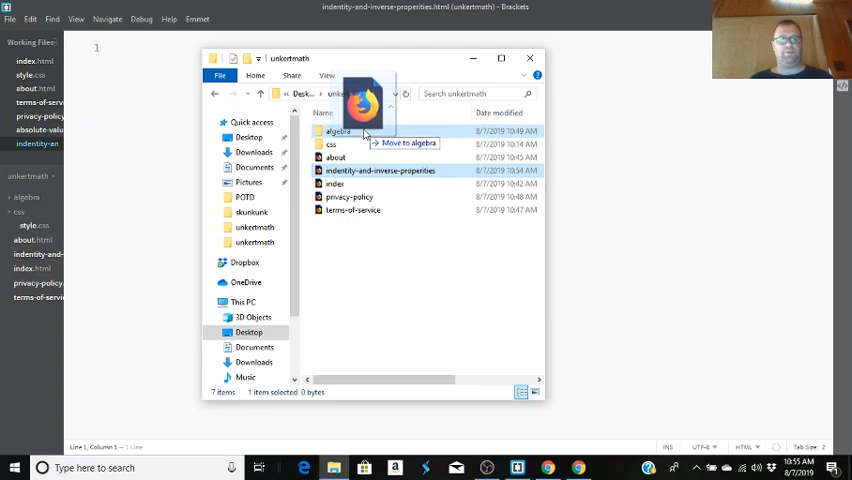 indentity-and-inverse-properities.html (unkertmath) - Brackets
File Edit Find View Navigate Debug Help Emmet
Working Files
index.html
style.css
about.html
terms-of-servi
privacy-policy
absolute-valu
indentity-an
unkertmath
algebra
css
style.css
about.html
indentity-and-
index.html
privacy-policy.
terms-of-servi
1
unkertmath
File Home Share View
« Desk... › unker
Search unkertmath
Name Date modified
Quick access
Desktop
Downloads
Documents
Pictures
POTD
skunkunk
unkertmath
unkertmath
Dropbox
OneDrive
This PC
3D Objects
Desktop
Documents
Downloads
Music
algebra 8/7/2019 10:49 AM
Move to algebra
css 8/7/2019 10:14 AM
about 8/7/2019 10:45 AM
indentity-and-inverse-properities 8/7/2019 10:54 AM
index 8/7/2019 10:42 AM
privacy-policy 8/7/2019 10:48 AM
terms-of-service 8/7/2019 10:47 AM
7 items 1 item selected 0 bytes
Line 1, Column 1 — 1 Line
INS UTF-8 HTML Tab Size: 2
Type here to search
10:55 AM
8/7/2019